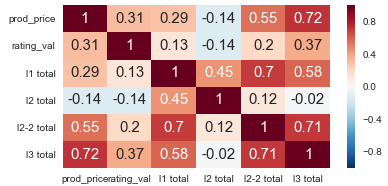 prod_price 1 0.31 0.29 -0.14 0.55 0.72 0.8
rating_val 0.31 1 0.13 -0.14 0.2 0.37 0.4
l1 total 0.29 0.13 1 0.45 0.7 0.58
l2 total -0.14 -0.14 0.45 1 0.12 -0.02 0.0
l2-2 total 0.55 0.2 0.7 0.12 1 0.71 −0.4
l3 total 0.72 0.37 0.58 -0.02 0.71 1 −0.8
prod_price rating_val l1 total l2 total l2-2 total l3 total